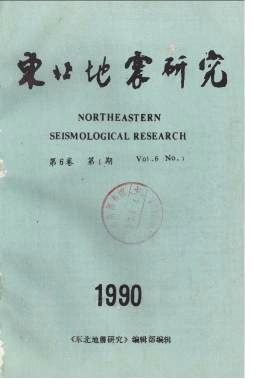 東北地震研究
NORTHEASTERN
SEISMOLOGICAL RESEARCH
第6卷 第1期 Vol.6 No.1
1990
《东北地震研究》编辑部编辑